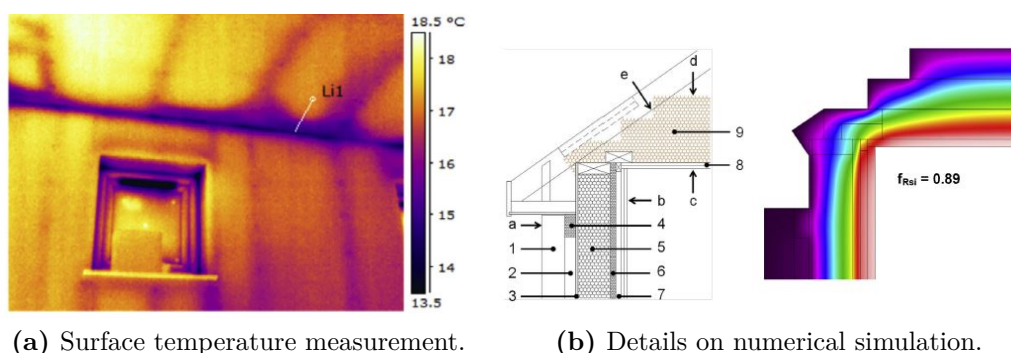 18.5 °C
18
17
16
15
14
13.5
Li1
d
e
9
8
c
b
a
4
1
5
2
6
3
7
f_Rsi = 0.89
(a) Surface temperature measurement.
(b) Details on numerical simulation.